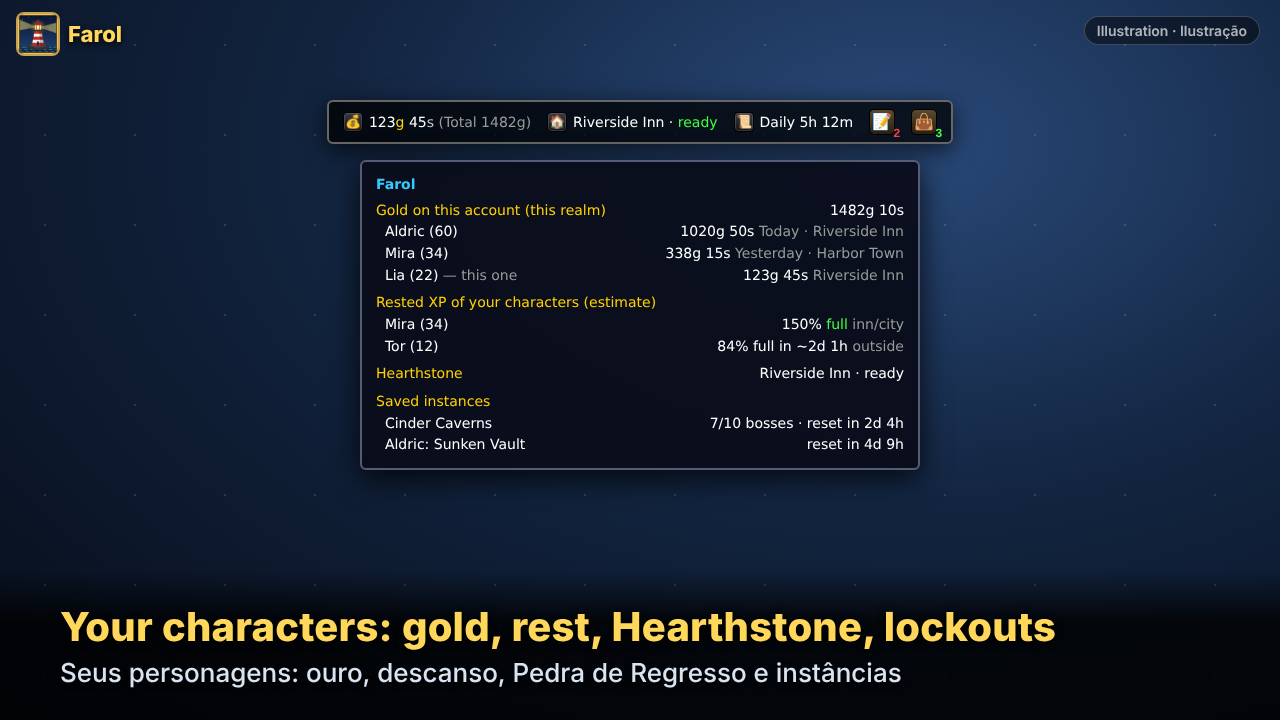 Farol
Illustration · Ilustração
123g 45s (Total 1482g) Riverside Inn · ready Daily 5h 12m 2 3
Farol
Gold on this account (this realm) 1482g 10s
Aldric (60) 1020g 50s Today · Riverside Inn
Mira (34) 338g 15s Yesterday · Harbor Town
Lia (22) — this one 123g 45s Riverside Inn
Rested XP of your characters (estimate)
Mira (34) 150% full inn/city
Tor (12) 84% full in ~2d 1h outside
Hearthstone Riverside Inn · ready
Saved instances
Cinder Caverns 7/10 bosses · reset in 2d 4h
Aldric: Sunken Vault reset in 4d 9h
Your characters: gold, rest, Hearthstone, lockouts
Seus personagens: ouro, descanso, Pedra de Regresso e instâncias